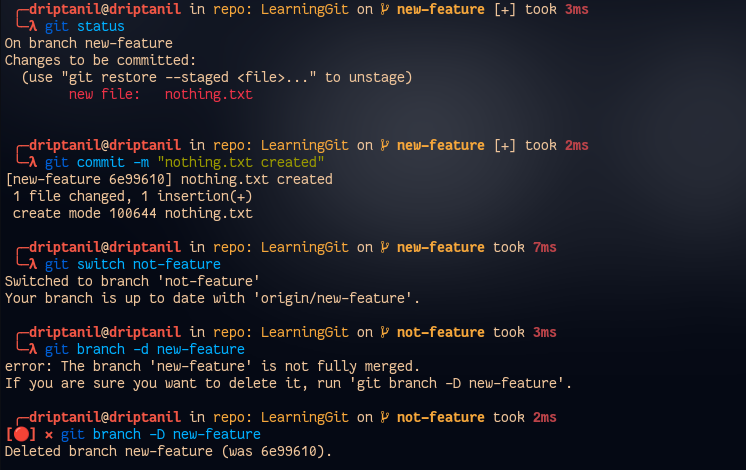 ╭─driptanil@driptanil in repo: LearningGit on  new-feature [+] took 3ms
╰─λ git status
On branch new-feature
Changes to be committed:
  (use "git restore --staged <file>..." to unstage)
        new file:   nothing.txt
╭─driptanil@driptanil in repo: LearningGit on  new-feature [+] took 2ms
╰─λ git commit -m "nothing.txt created"
[new-feature 6e99610] nothing.txt created
 1 file changed, 1 insertion(+)
 create mode 100644 nothing.txt
╭─driptanil@driptanil in repo: LearningGit on  new-feature took 7ms
╰─λ git switch not-feature
Switched to branch 'not-feature'
Your branch is up to date with 'origin/new-feature'.
╭─driptanil@driptanil in repo: LearningGit on  not-feature took 3ms
╰─λ git branch -d new-feature
error: The branch 'new-feature' is not fully merged.
If you are sure you want to delete it, run 'git branch -D new-feature'.
╭─driptanil@driptanil in repo: LearningGit on  not-feature took 2ms
[🔴] × git branch -D new-feature
Deleted branch new-feature (was 6e99610).